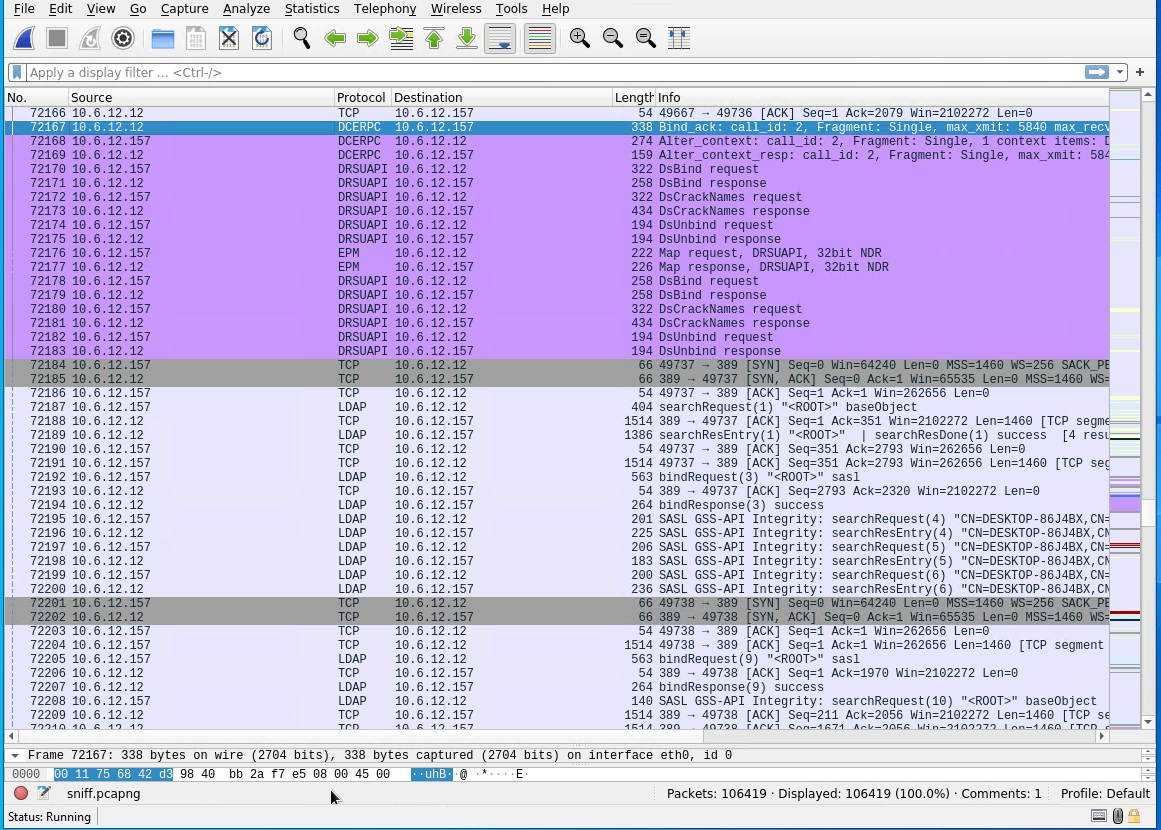 File Edit View Go Capture Analyze Statistics Telephony Wireless Tools Help
Apply a display filter … <Ctrl-/>
No. Source Protocol Destination Length Info
72166 10.6.12.12 TCP 10.6.12.157 54 49667 → 49736 [ACK] Seq=1 Ack=2079 Win=2102272 Len=0
72167 10.6.12.12 DCERPC 10.6.12.157 338 Bind_ack: call_id: 2, Fragment: Single, max_xmit: 5840 max_recv
72168 10.6.12.157 DCERPC 10.6.12.12 274 Alter_context: call_id: 2, Fragment: Single, 1 context items:
72169 10.6.12.12 DCERPC 10.6.12.157 159 Alter_context_resp: call_id: 2, Fragment: Single, max_xmit: 584
72170 10.6.12.157 DRSUAPI 10.6.12.12 322 DsBind request
72171 10.6.12.12 DRSUAPI 10.6.12.157 258 DsBind response
72172 10.6.12.157 DRSUAPI 10.6.12.12 322 DsCrackNames request
72173 10.6.12.12 DRSUAPI 10.6.12.157 434 DsCrackNames response
72174 10.6.12.157 DRSUAPI 10.6.12.12 194 DsUnbind request
72175 10.6.12.12 DRSUAPI 10.6.12.157 194 DsUnbind response
72176 10.6.12.157 EPM 10.6.12.12 222 Map request, DRSUAPI, 32bit NDR
72177 10.6.12.12 EPM 10.6.12.157 226 Map response, DRSUAPI, 32bit NDR
72178 10.6.12.157 DRSUAPI 10.6.12.12 258 DsBind request
72179 10.6.12.12 DRSUAPI 10.6.12.157 258 DsBind response
72180 10.6.12.157 DRSUAPI 10.6.12.12 322 DsCrackNames request
72181 10.6.12.12 DRSUAPI 10.6.12.157 434 DsCrackNames response
72182 10.6.12.157 DRSUAPI 10.6.12.12 194 DsUnbind request
72183 10.6.12.12 DRSUAPI 10.6.12.157 194 DsUnbind response
72184 10.6.12.157 TCP 10.6.12.12 66 49737 → 389 [SYN] Seq=0 Win=64240 Len=0 MSS=1460 WS=256 SACK_PE
72185 10.6.12.12 TCP 10.6.12.157 66 389 → 49737 [SYN, ACK] Seq=0 Ack=1 Win=65535 Len=0 MSS=1460 WS=
72186 10.6.12.157 TCP 10.6.12.12 54 49737 → 389 [ACK] Seq=1 Ack=1 Win=262656 Len=0
72187 10.6.12.157 LDAP 10.6.12.12 404 searchRequest(1) "<ROOT>" baseObject
72188 10.6.12.12 TCP 10.6.12.157 1514 389 → 49737 [ACK] Seq=1 Ack=351 Win=2102272 Len=1460 [TCP segme
72189 10.6.12.12 LDAP 10.6.12.157 1386 searchResEntry(1) "<ROOT>" | searchResDone(1) success [4 resu
72190 10.6.12.157 TCP 10.6.12.12 54 49737 → 389 [ACK] Seq=351 Ack=2793 Win=262656 Len=0
72191 10.6.12.157 TCP 10.6.12.12 1514 49737 → 389 [ACK] Seq=351 Ack=2793 Win=262656 Len=1460 [TCP seg
72192 10.6.12.157 LDAP 10.6.12.12 563 bindRequest(3) "<ROOT>" sasl
72193 10.6.12.12 TCP 10.6.12.157 54 389 → 49737 [ACK] Seq=2793 Ack=2320 Win=2102272 Len=0
72194 10.6.12.12 LDAP 10.6.12.157 264 bindResponse(3) success
72195 10.6.12.157 LDAP 10.6.12.12 201 SASL GSS-API Integrity: searchRequest(4) "CN=DESKTOP-86J4BX,CN=
72196 10.6.12.12 LDAP 10.6.12.157 225 SASL GSS-API Integrity: searchResEntry(4) "CN=DESKTOP-86J4BX,CN
72197 10.6.12.157 LDAP 10.6.12.12 206 SASL GSS-API Integrity: searchRequest(5) "CN=DESKTOP-86J4BX,CN=
72198 10.6.12.12 LDAP 10.6.12.157 183 SASL GSS-API Integrity: searchResEntry(5) "CN=DESKTOP-86J4BX,CN
72199 10.6.12.157 LDAP 10.6.12.12 200 SASL GSS-API Integrity: searchRequest(6) "CN=DESKTOP-86J4BX,CN=
72200 10.6.12.12 LDAP 10.6.12.157 236 SASL GSS-API Integrity: searchResEntry(6) "CN=DESKTOP-86J4BX,CN
72201 10.6.12.157 TCP 10.6.12.12 66 49738 → 389 [SYN] Seq=0 Win=64240 Len=0 MSS=1460 WS=256 SACK_PE
72202 10.6.12.12 TCP 10.6.12.157 66 389 → 49738 [SYN, ACK] Seq=0 Ack=1 Win=65535 Len=0 MSS=1460 WS=
72203 10.6.12.157 TCP 10.6.12.12 54 49738 → 389 [ACK] Seq=1 Ack=1 Win=262656 Len=0
72204 10.6.12.157 TCP 10.6.12.12 1514 49738 → 389 [ACK] Seq=1 Ack=1 Win=262656 Len=1460 [TCP segment
72205 10.6.12.157 LDAP 10.6.12.12 563 bindRequest(9) "<ROOT>" sasl
72206 10.6.12.12 TCP 10.6.12.157 54 389 → 49738 [ACK] Seq=1 Ack=1970 Win=2102272 Len=0
72207 10.6.12.12 LDAP 10.6.12.157 264 bindResponse(9) success
72208 10.6.12.157 LDAP 10.6.12.12 140 SASL GSS-API Integrity: searchRequest(10) "<ROOT>" baseObject
72209 10.6.12.12 TCP 10.6.12.157 1514 389 → 49738 [ACK] Seq=211 Ack=2056 Win=2102272 Len=1460 [TCP se
72210 10.6.12.12 TCP 10.6.12.157 1514 389 → 49738 [ACK] Seq=1671 Ack=2056 Win=2102272 Len=1460 [TCP s
Frame 72167: 338 bytes on wire (2704 bits), 338 bytes captured (2704 bits) on interface eth0, id 0
0000 00 11 75 68 42 d3 98 40 bb 2a f7 e5 08 00 45 00 ··uhB··@ ·*····E·
sniff.pcapng Packets: 106419 · Displayed: 106419 (100.0%) · Comments: 1 Profile: Default
Status: Running